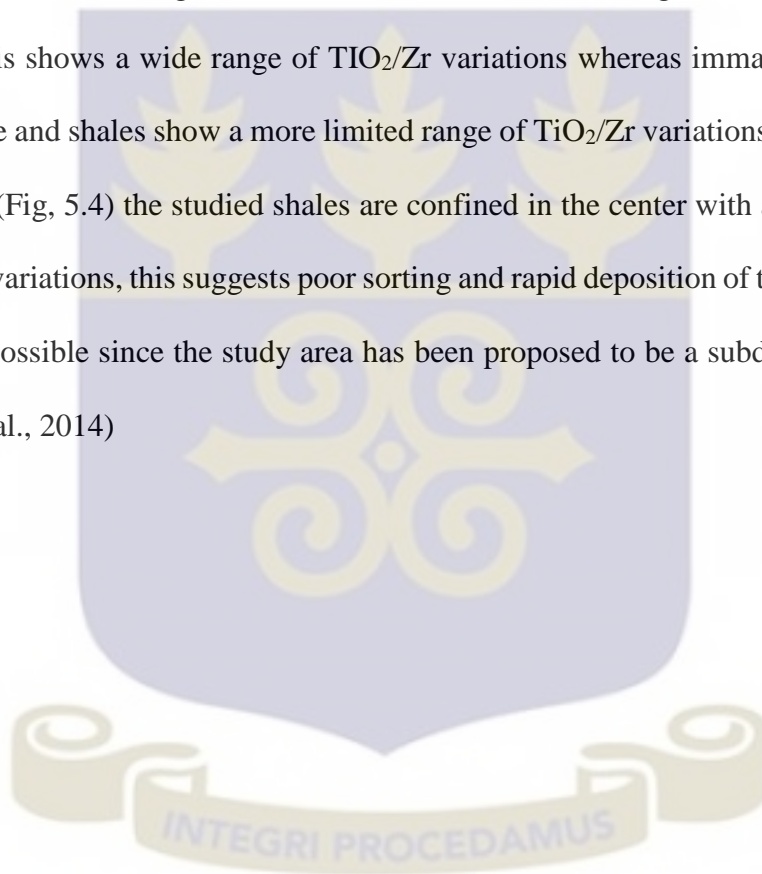 is shows a wide range of TIO₂/Zr variations whereas imma
e and shales show a more limited range of TiO₂/Zr variations
(Fig, 5.4) the studied shales are confined in the center with
variations, this suggests poor sorting and rapid deposition of t
ossible since the study area has been proposed to be a subd
al., 2014)
INTEGRI PROCEDAMUS